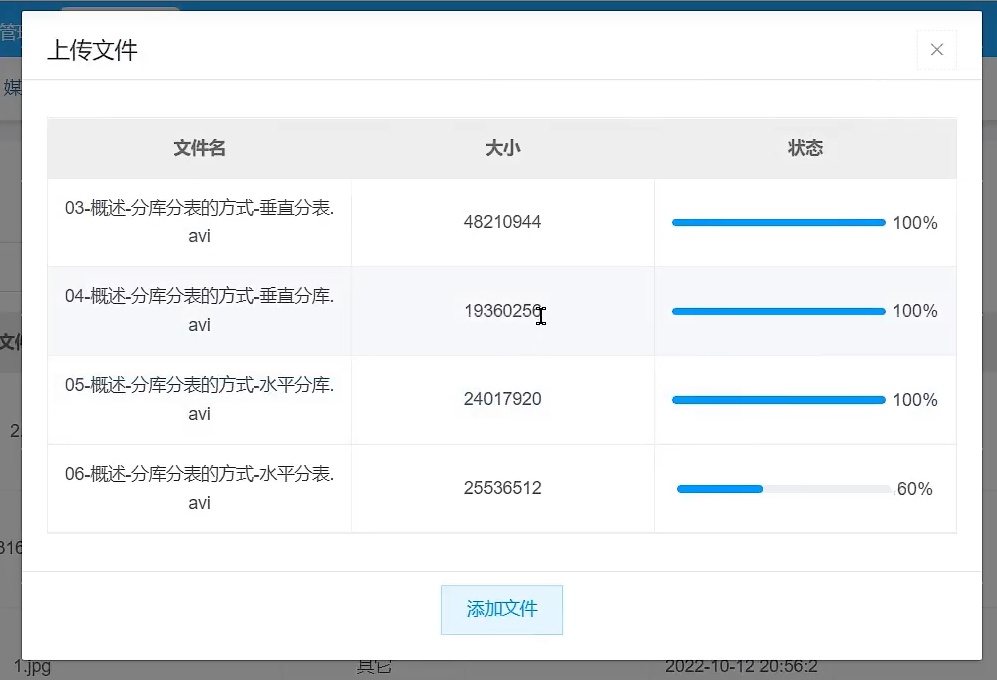 管
上传文件
媒
文件名 大小 状态
03-概述-分库分表的方式-垂直分表.
avi
48210944 100%
04-概述-分库分表的方式-垂直分库.
avi
19360256 100%
05-概述-分库分表的方式-水平分库.
avi
24017920 100%
06-概述-分库分表的方式-水平分表.
avi
25536512 60%
文件
2.
316
添加文件
1.jpg 其它 2022-10-12 20:56:2